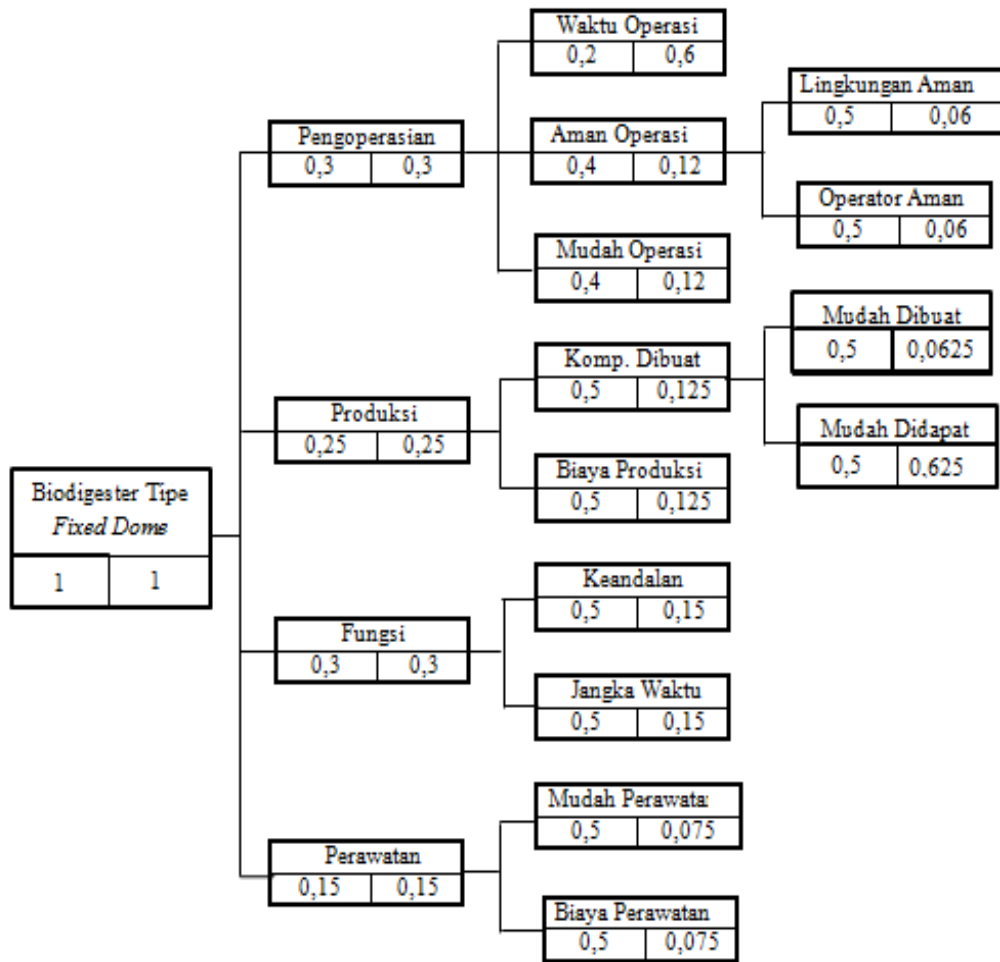 Waktu Operasi
0,2 0,6
Lingkungan Aman
0,5 0,06
Pengoperasian
0,3 0,3
Aman Operasi
0,4 0,12
Operator Aman
0,5 0,06
Mudah Operasi
0,4 0,12
Mudah Dibuat
0,5 0,0625
Komp. Dibuat
0,5 0,125
Produksi
0,25 0,25
Mudah Didapat
0,5 0,625
Biaya Produksi
0,5 0,125
Biodigester Tipe
Fixed Dome
1 1
Keandalan
0,5 0,15
Fungsi
0,3 0,3
Jangka Waktu
0,5 0,15
Mudah Perawata
0,5 0,075
Perawatan
0,15 0,15
Biaya Perawatan
0,5 0,075